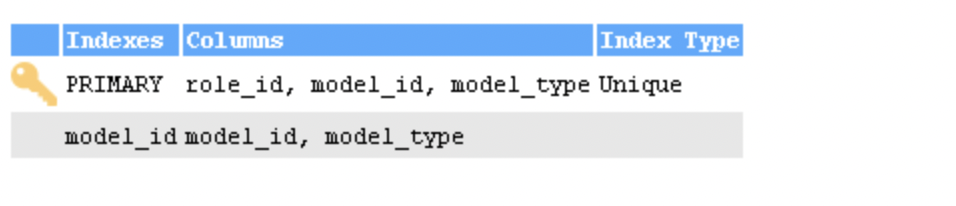 Indexes Columns Index Type
PRIMARY role_id, model_id, model_type Unique
model_id model_id, model_type